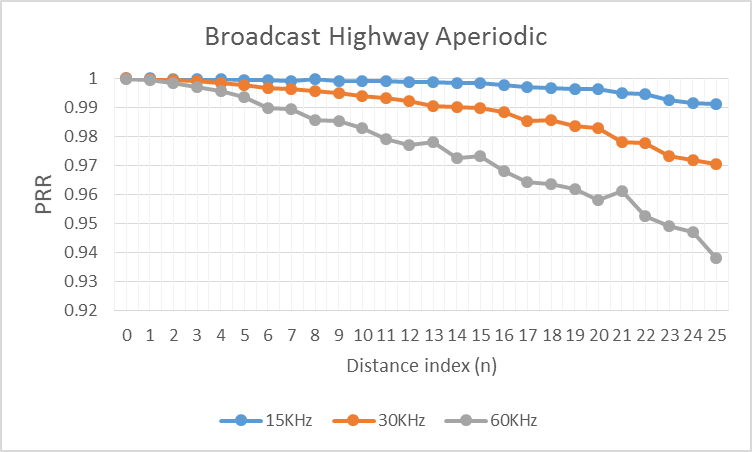 Broadcast Highway Aperiodic
1
0.99
0.98
0.97
0.96
0.95
0.94
0.93
0.92
PRR
0 1 2 3 4 5 6 7 8 9 10 11 12 13 14 15 16 17 18 19 20 21 22 23 24 25
Distance index (n)
15KHz 30KHz 60KHz